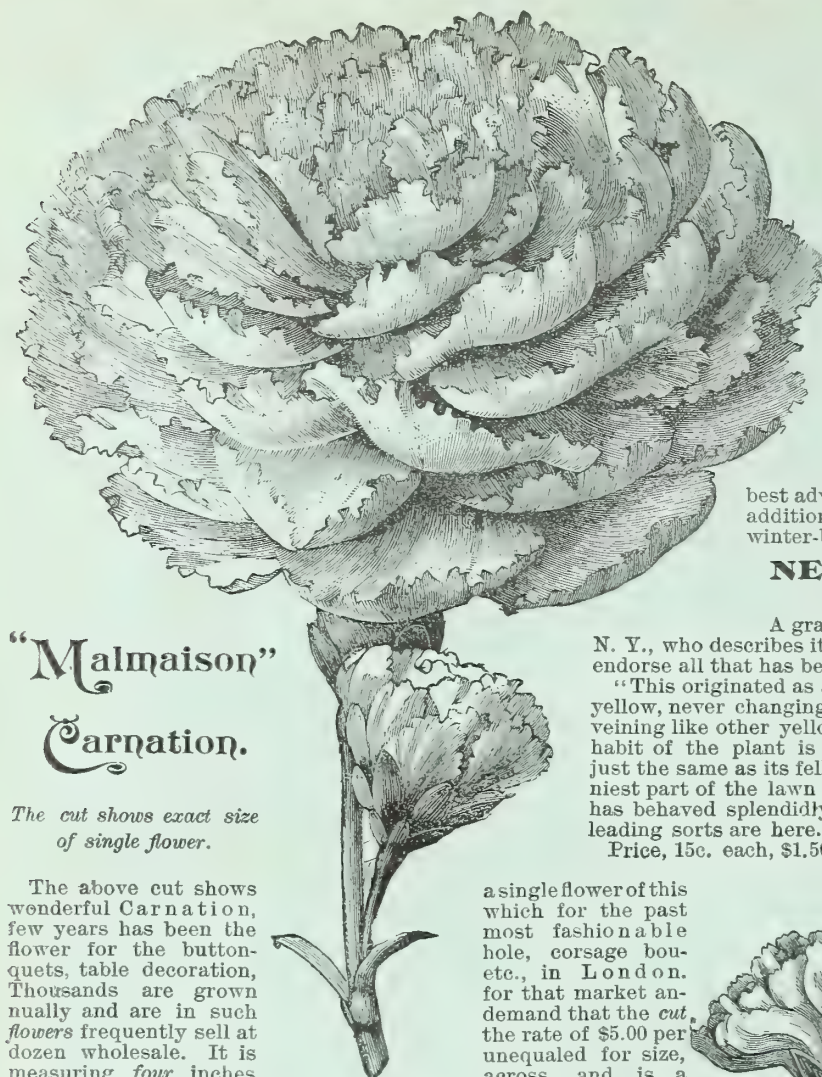 "Malmaison"
Carnation.
The cut shows exact size
of single flower.
The above cut shows a single flower of this
wonderful Carnation, which for the past
few years has been the most fashionable
flower for the button- hole, corsage bou-
quets, table decoration, etc., in London.
Thousands are grown for that market an-
nually and are in such demand that the cut
flowers frequently sell at the rate of $5.00 per
dozen wholesale. It is unequaled for size,
measuring four inches across, and is a
best adv
addition
winter-
NE
A gra
N. Y., who describes it
endorse all that has be
"This originated as
yellow, never changing
veining like other yello
habit of the plant is
just the same as its fel
niest part of the lawn
has behaved splendidly
leading sorts are here.
Price, 15c. each, $1.50